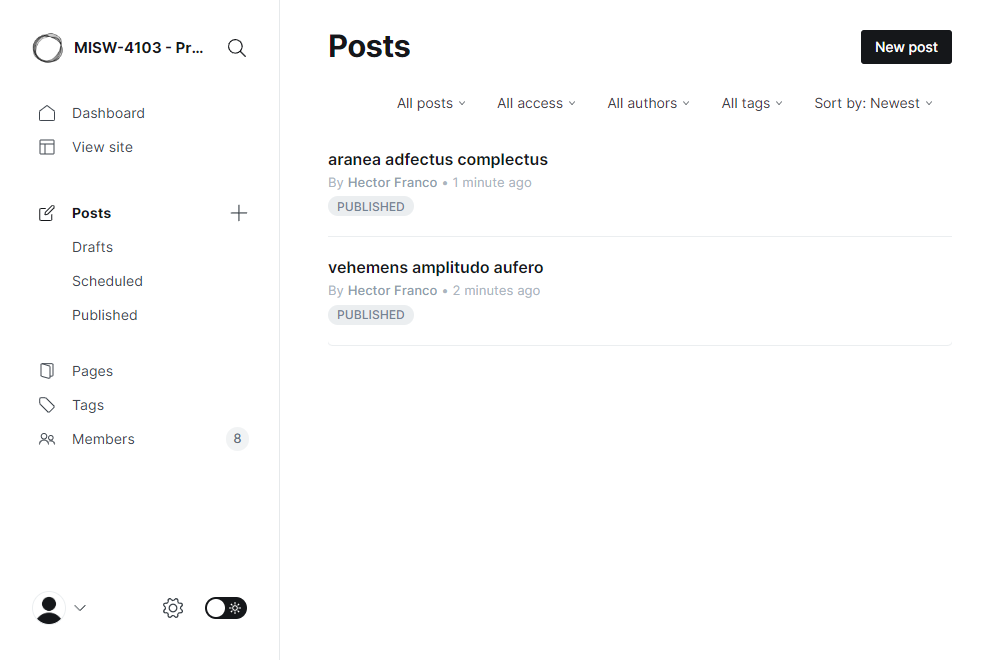 MISW-4103 - Pr...
Dashboard
View site
Posts
Drafts
Scheduled
Published
Pages
Tags
Members 8
Posts
New post
All posts All access All authors All tags Sort by: Newest
aranea adfectus complectus
By Hector Franco • 1 minute ago
PUBLISHED
vehemens amplitudo aufero
By Hector Franco • 2 minutes ago
PUBLISHED